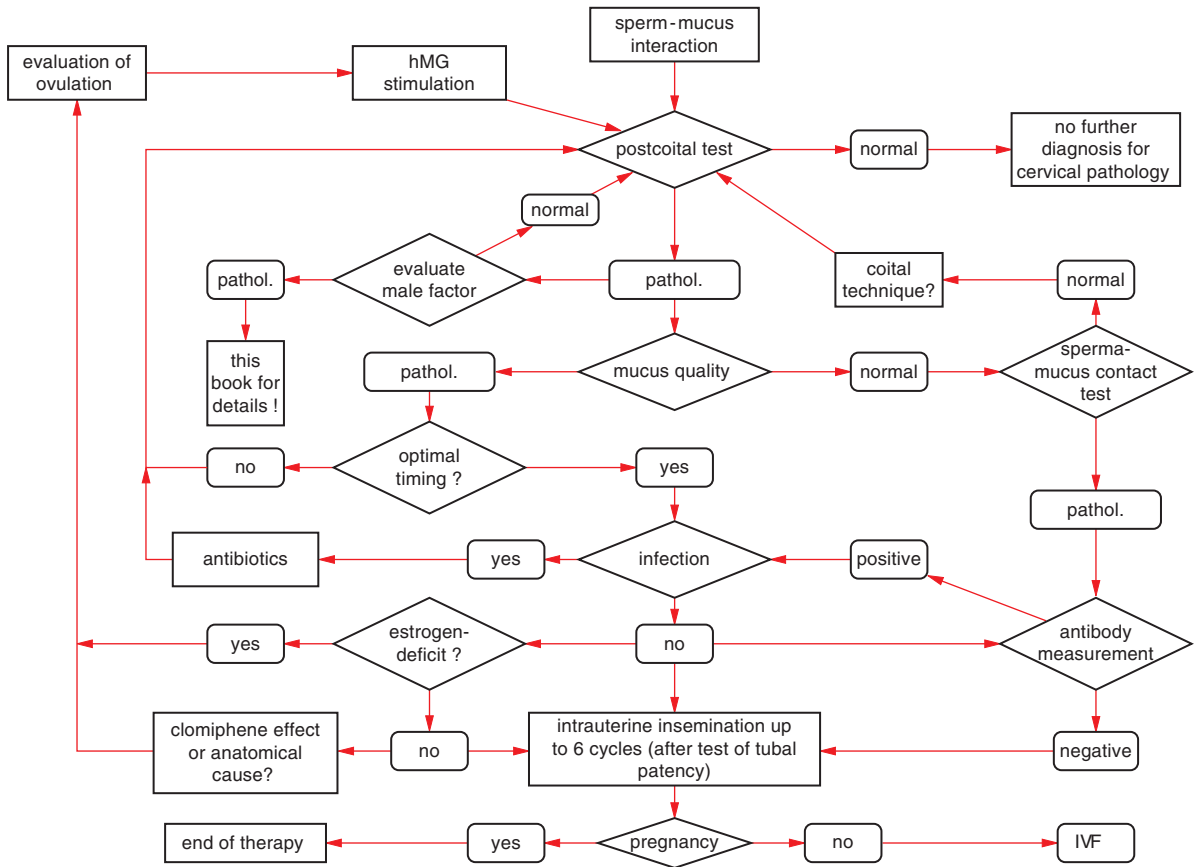 sperm-mucus
interaction
evaluation of
ovulation
hMG
stimulation
postcoital test
normal
no further
diagnosis for
cervical pathology
normal
pathol.
evaluate
male factor
pathol.
coital
technique?
normal
this
book for
details !
pathol.
mucus quality
normal
sperma-
mucus contact
test
no
optimal
timing ?
yes
pathol.
antibiotics
yes
infection
positive
yes
estrogen-
deficit ?
no
antibody
measurement
clomiphene effect
or anatomical
cause?
no
intrauterine insemination up
to 6 cycles (after test of tubal
patency)
negative
end of therapy
yes
pregnancy
no
IVF